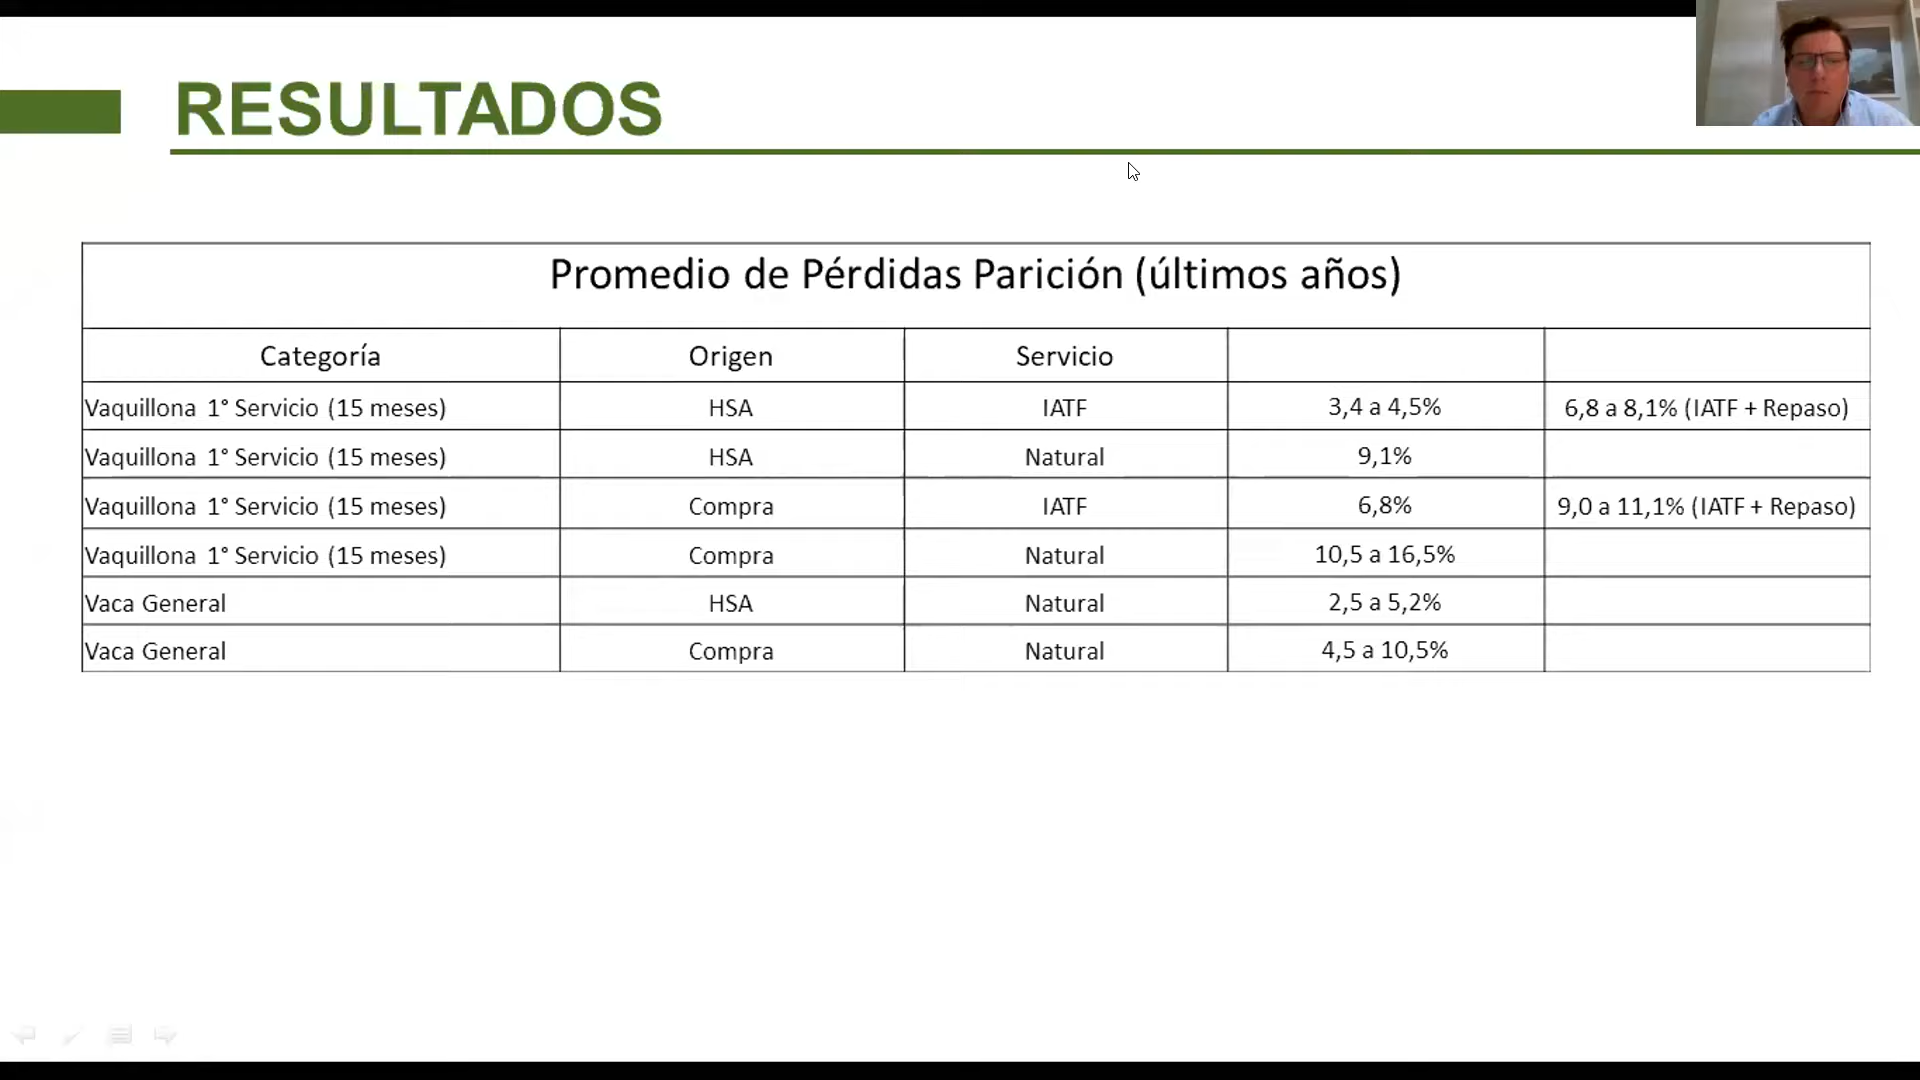 RESULTADOS
Promedio de Pérdidas Parición (últimos años)
Categoría Origen Servicio
Vaquillona 1° Servicio (15 meses) HSA IATF 3,4 a 4,5% 6,8 a 8,1% (IATF + Repaso)
Vaquillona 1° Servicio (15 meses) HSA Natural 9,1%
Vaquillona 1° Servicio (15 meses) Compra IATF 6,8% 9,0 a 11,1% (IATF + Repaso)
Vaquillona 1° Servicio (15 meses) Compra Natural 10,5 a 16,5%
Vaca General HSA Natural 2,5 a 5,2%
Vaca General Compra Natural 4,5 a 10,5%